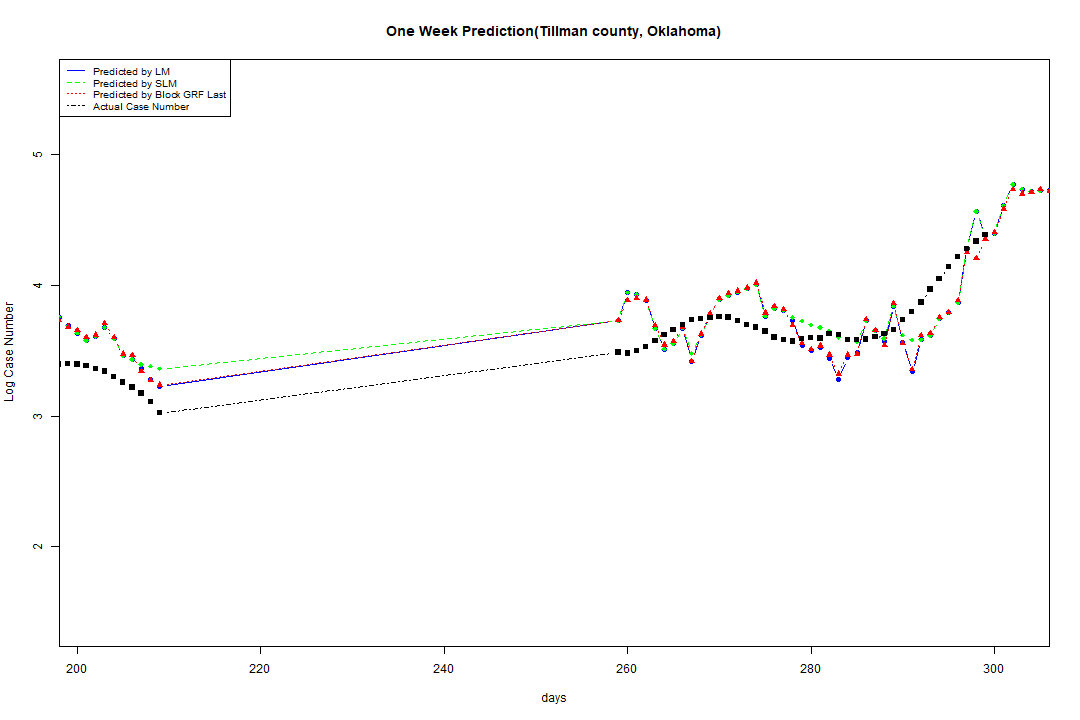 One Week Prediction(Tillman county, Oklahoma)
Predicted by LM
Predicted by SLM
Predicted by Block GRF Last
Actual Case Number
5
4
3
2
Log Case Number
200 220 240 260 280 300
days